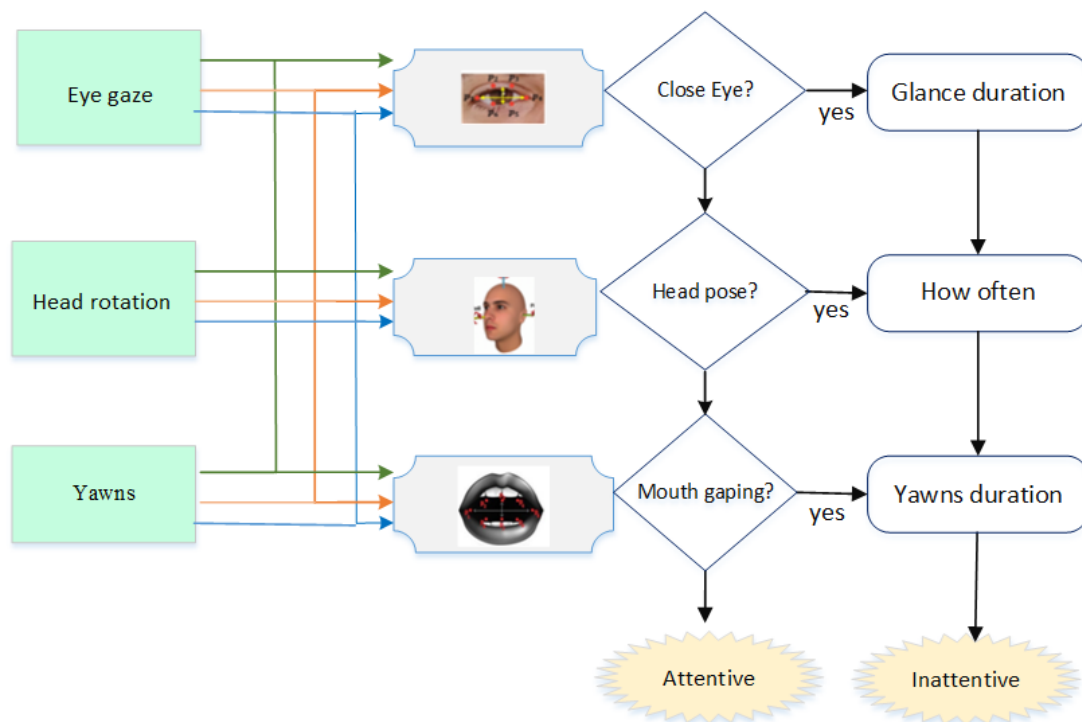 Eye gaze
Close Eye?
yes
Glance duration
Head rotation
Head pose?
yes
How often
Yawns
Mouth gaping?
yes
Yawns duration
Attentive
Inattentive